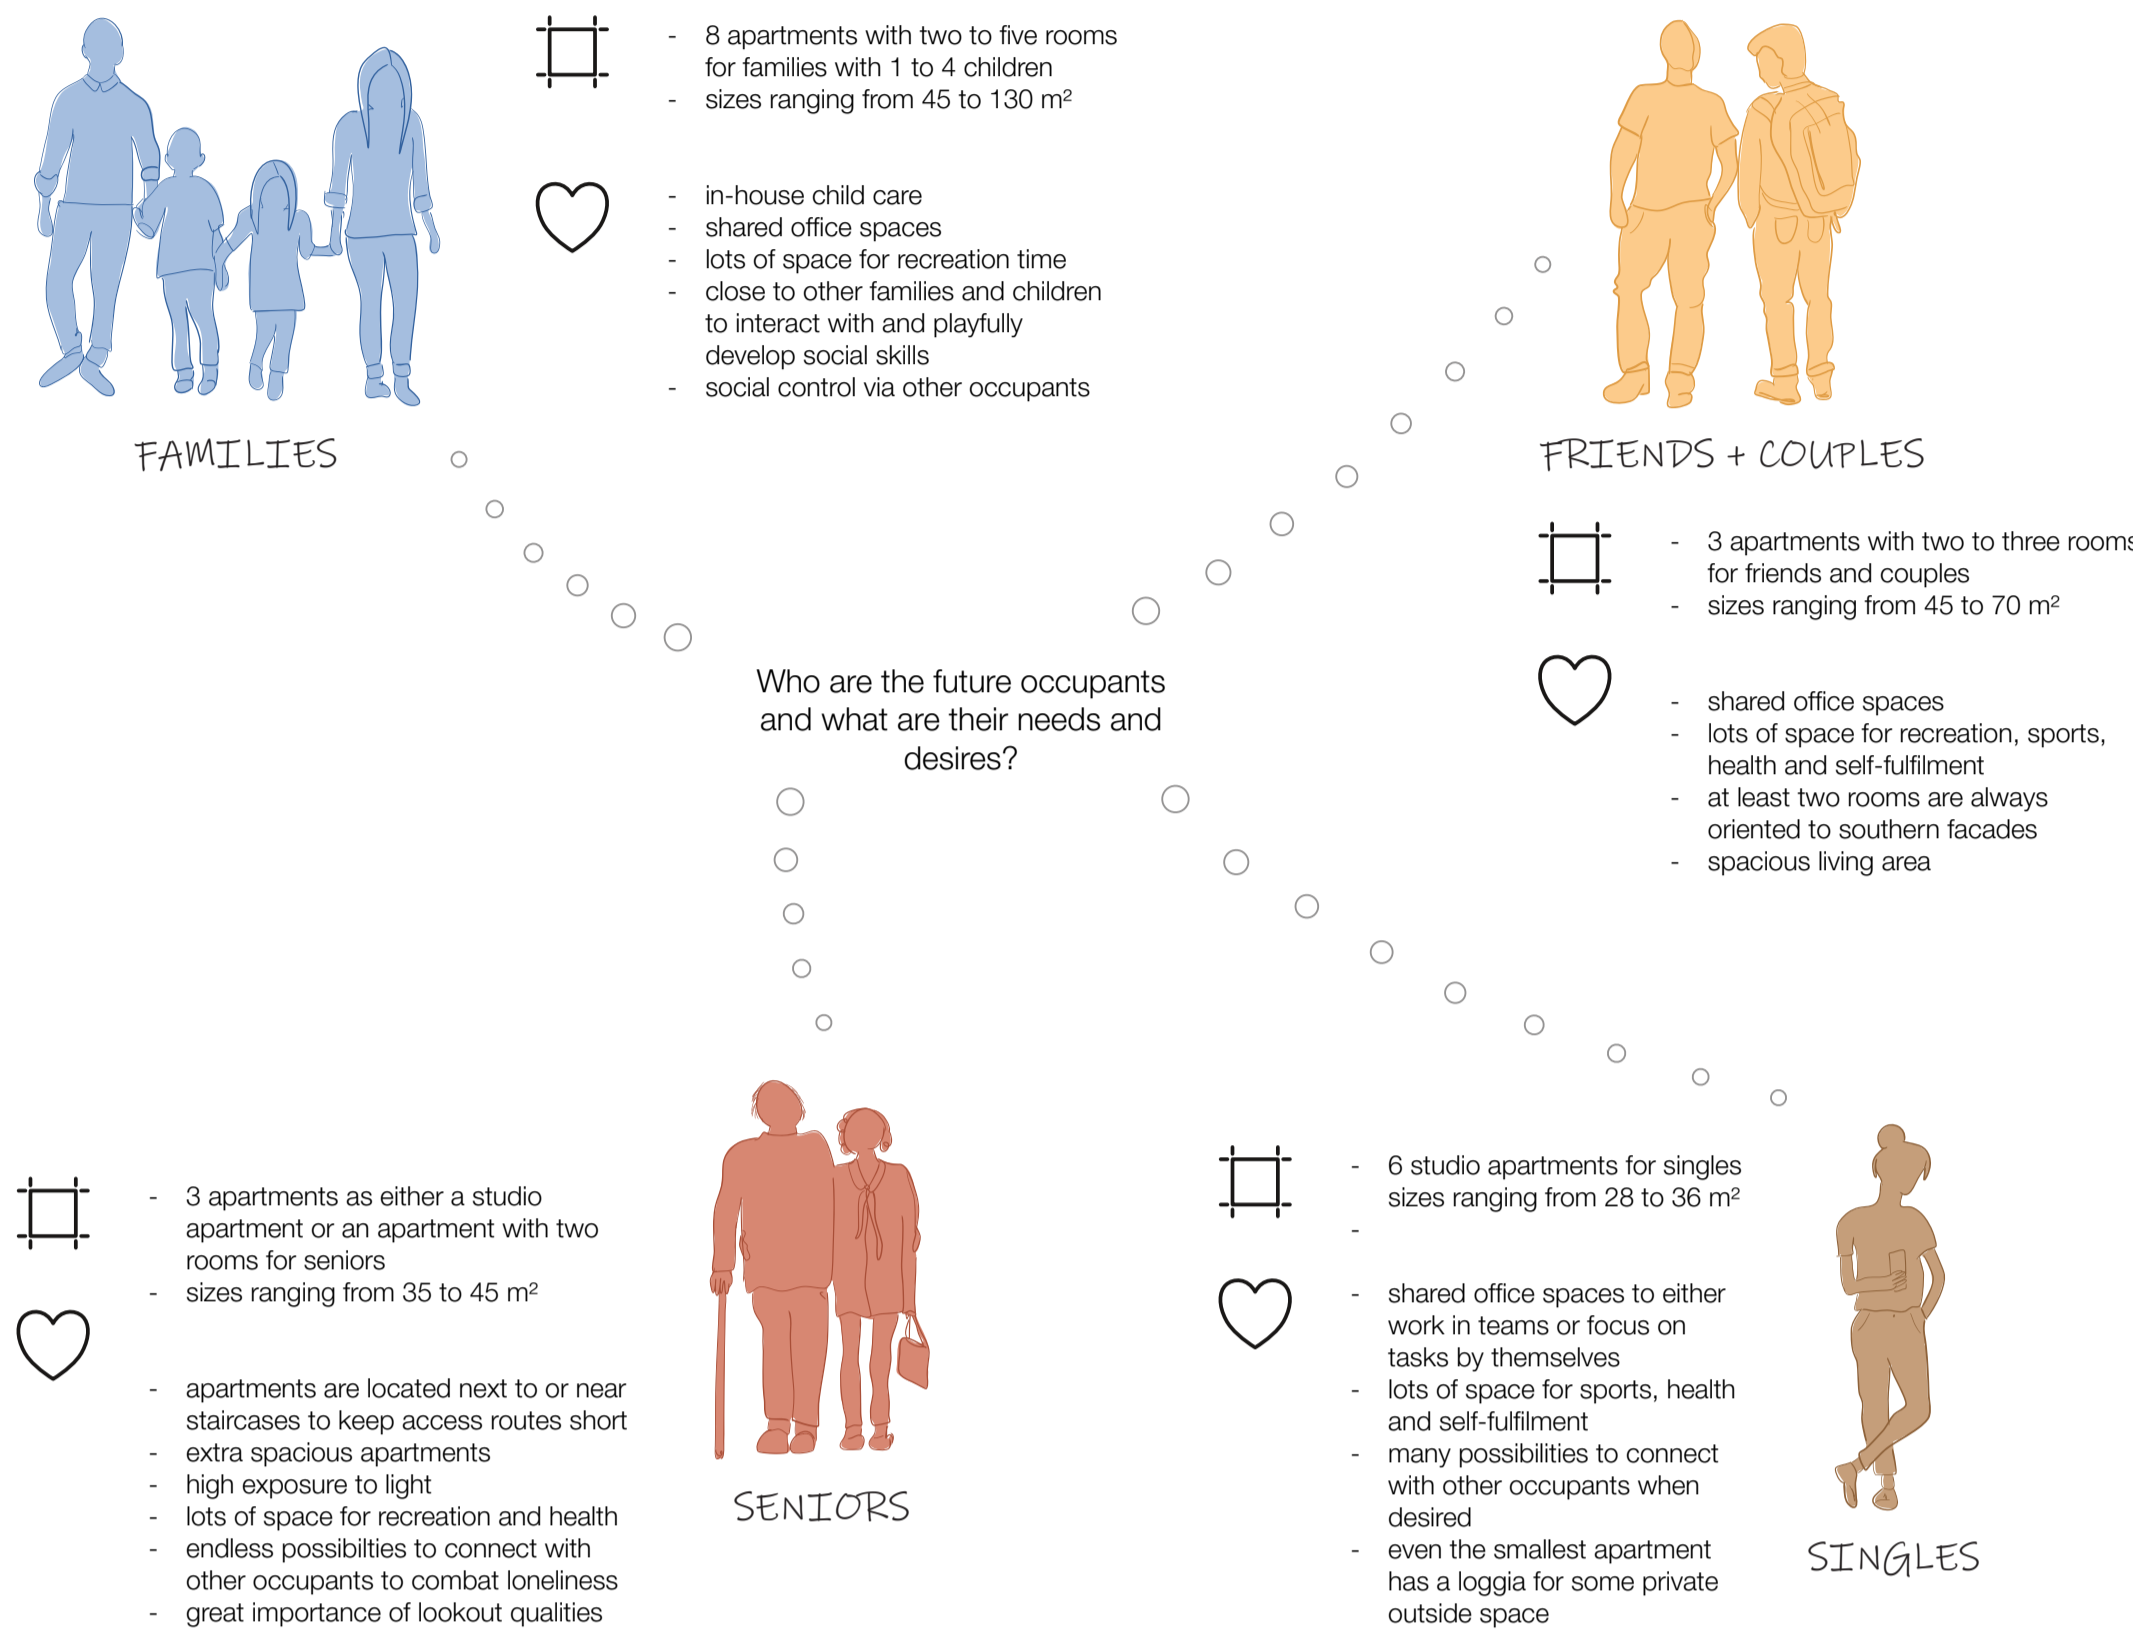 - 8 apartments with two to five rooms
for families with 1 to 4 children
- sizes ranging from 45 to 130 m²
- in-house child care
- shared office spaces
- lots of space for recreation time
- close to other families and children
to interact with and playfully
develop social skills
- social control via other occupants
FAMILIES
FRIENDS + COUPLES
- 3 apartments with two to three rooms
for friends and couples
- sizes ranging from 45 to 70 m²
- shared office spaces
- lots of space for recreation, sports,
health and self-fulfilment
- at least two rooms are always
oriented to southern facades
- spacious living area
Who are the future occupants
and what are their needs and
desires?
- 3 apartments as either a studio
apartment or an apartment with two
rooms for seniors
- sizes ranging from 35 to 45 m²
- apartments are located next to or near
staircases to keep access routes short
- extra spacious apartments
- high exposure to light
- lots of space for recreation and health
- endless possibilties to connect with
other occupants to combat loneliness
- great importance of lookout qualities
SENIORS
- 6 studio apartments for singles
sizes ranging from 28 to 36 m²
-
- shared office spaces to either
work in teams or focus on
tasks by themselves
- lots of space for sports, health
and self-fulfilment
- many possibilities to connect
with other occupants when
desired
- even the smallest apartment
has a loggia for some private
outside space
SINGLES